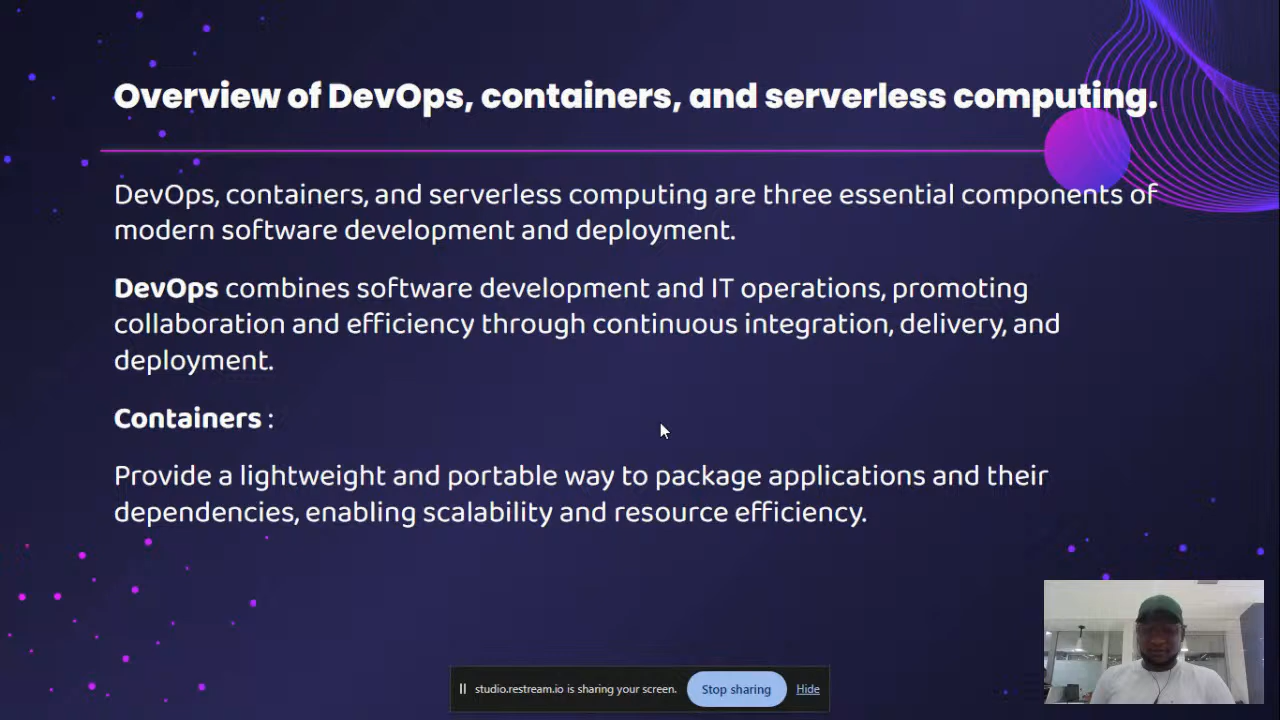 Overview of DevOps, containers, and serverless computing.
DevOps, containers, and serverless computing are three essential components of
modern software development and deployment.
DevOps combines software development and IT operations, promoting
collaboration and efficiency through continuous integration, delivery, and
deployment.
Containers :
Provide a lightweight and portable way to package applications and their
dependencies, enabling scalability and resource efficiency.
studio.restream.io is sharing your screen. Stop sharing Hide